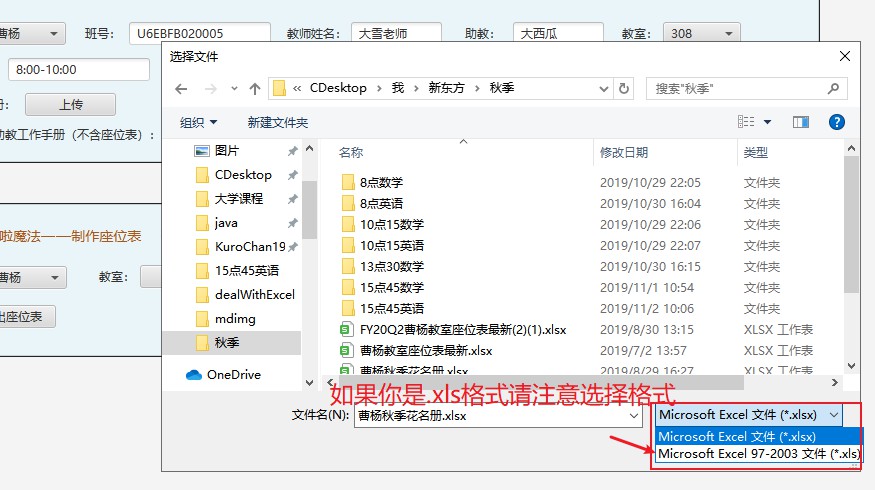 曹杨 班号： U6EBFB020005 教师姓名： 大雪老师 助教： 大西瓜 教室： 308
8:00-10:00
册： 上传
助教工作手册（不含座位表）：
啦魔法——制作座位表
曹杨 教室：
出座位表
选择文件
« CDesktop › 我 › 新东方 › 秋季
搜索"秋季"
组织 新建文件夹
图片
CDesktop
大学课程
java
KuroChan19
15点45英语
dealWithExcel
mdimg
秋季
OneDrive
名称 修改日期 类型
8点数学 2019/10/29 22:05 文件夹
8点英语 2019/10/30 16:04 文件夹
10点15数学 2019/10/29 22:06 文件夹
10点15英语 2019/10/29 22:07 文件夹
13点30数学 2019/10/30 16:15 文件夹
15点45数学 2019/11/1 10:54 文件夹
15点45英语 2019/11/2 10:06 文件夹
FY20Q2曹杨教室座位表最新(2)(1).xlsx 2019/8/30 13:15 XLSX 工作表
曹杨教室座位表最新.xlsx 2019/7/2 13:57 XLSX 工作表
曹杨秋季花名册.xlsx 2019/8/29 16:27 XLSX 工作表
如果你是.xls格式请注意选择格式
文件名(N): 曹杨秋季花名册.xlsx
Microsoft Excel 文件 (*.xlsx)
Microsoft Excel 文件 (*.xlsx)
Microsoft Excel 97-2003 文件 (*.xls)